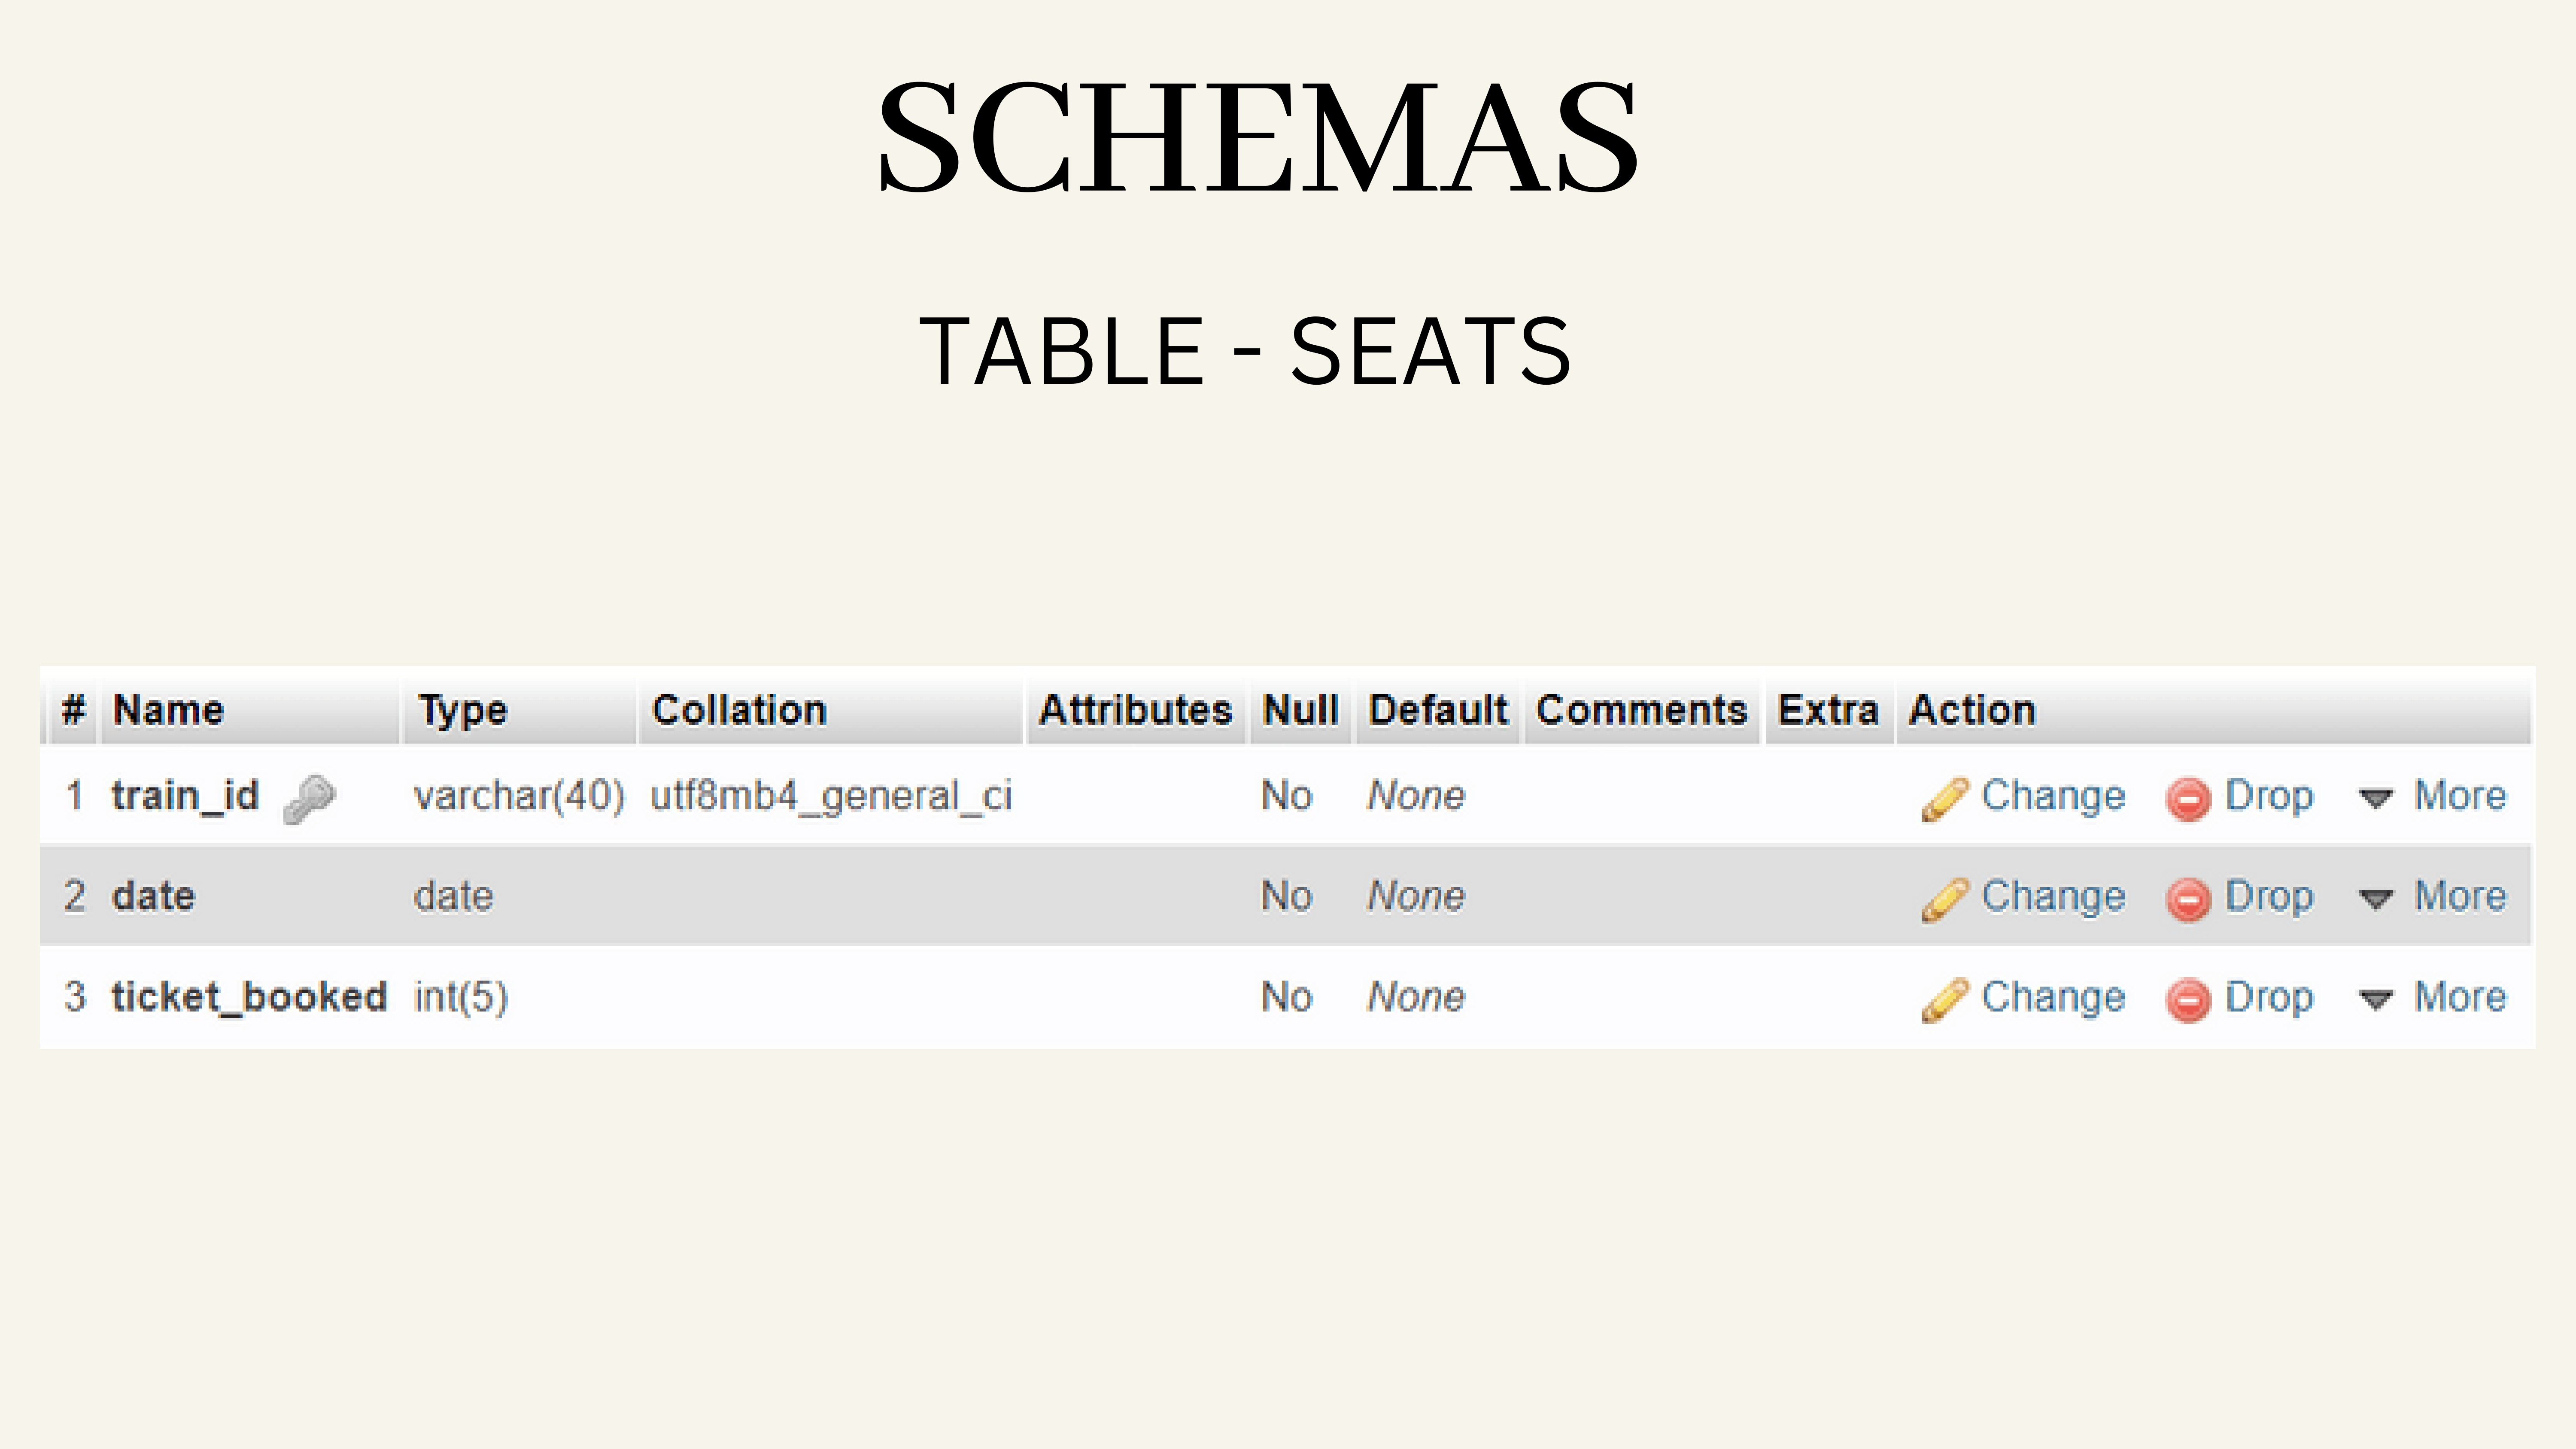 SCHEMAS
TABLE - SEATS
# Name Type Collation Attributes Null Default Comments Extra Action
1 train_id varchar(40) utf8mb4_general_ci No None Change Drop More
2 date date No None Change Drop More
3 ticket_booked int(5) No None Change Drop More